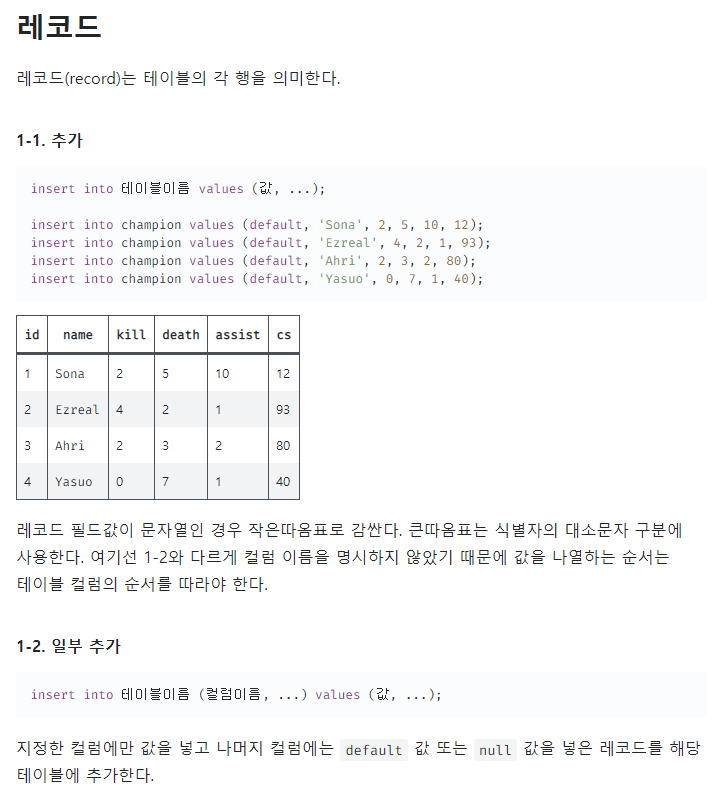 레코드
레코드(record)는 테이블의 각 행을 의미한다.
1-1. 추가
insert into 테이블이름 values (값, ...);
insert into champion values (default, 'Sona', 2, 5, 10, 12);
insert into champion values (default, 'Ezreal', 4, 2, 1, 93);
insert into champion values (default, 'Ahri', 2, 3, 2, 80);
insert into champion values (default, 'Yasuo', 0, 7, 1, 40);
id name kill death assist cs
1 Sona 2 5 10 12
2 Ezreal 4 2 1 93
3 Ahri 2 3 2 80
4 Yasuo 0 7 1 40
레코드 필드값이 문자열인 경우 작은따옴표로 감싼다. 큰따옴표는 식별자의 대소문자 구분에
사용한다. 여기선 1-2와 다르게 컬럼 이름을 명시하지 않았기 때문에 값을 나열하는 순서는
테이블 컬럼의 순서를 따라야 한다.
1-2. 일부 추가
insert into 테이블이름 (컬럼이름, ...) values (값, ...);
지정한 컬럼에만 값을 넣고 나머지 컬럼에는 default 값 또는 null 값을 넣은 레코드를 해당
테이블에 추가한다.